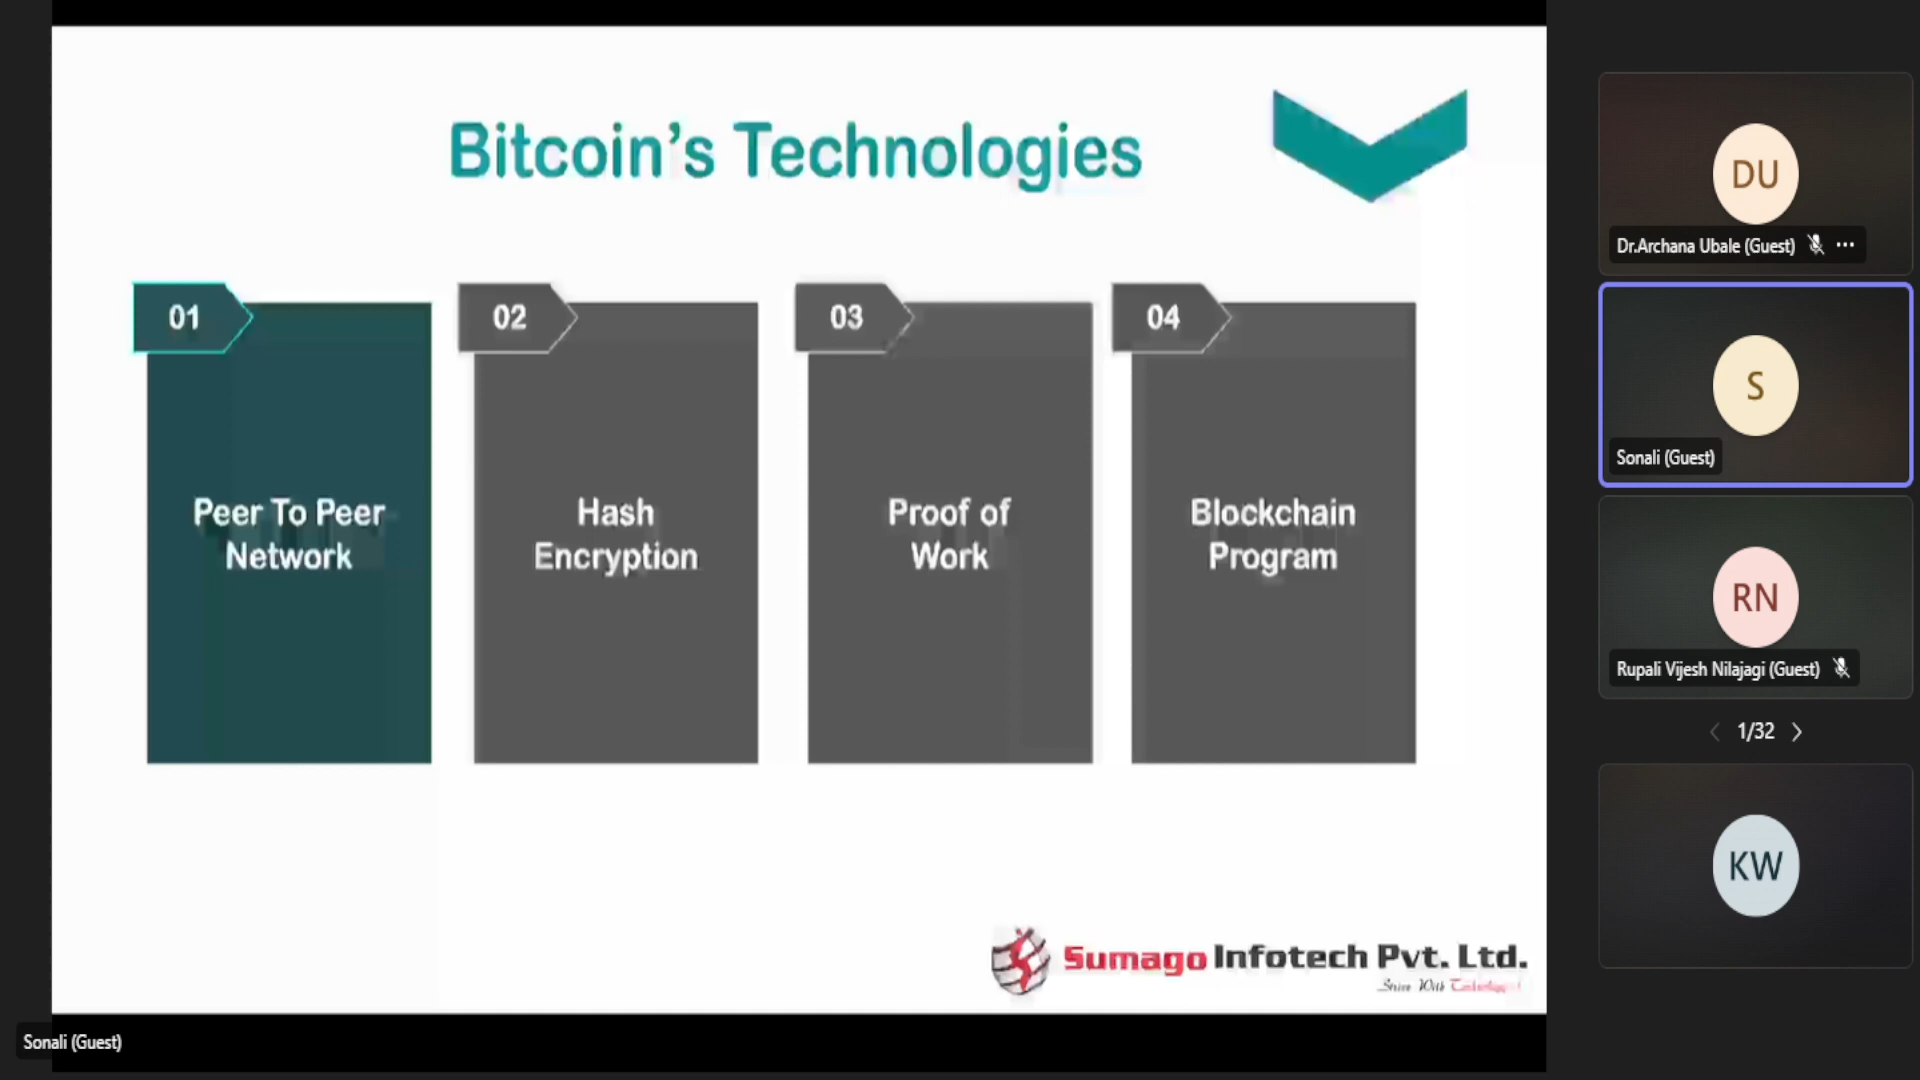 Bitcoin's Technologies
01
Peer To Peer
Network
02
Hash
Encryption
03
Proof of
Work
04
Blockchain
Program
Sumago Infotech Pvt. Ltd.
Sonali (Guest)
DU
Dr.Archana Ubale (Guest)
S
Sonali (Guest)
RN
Rupali Vijesh Nilajagi (Guest)
1/32
KW